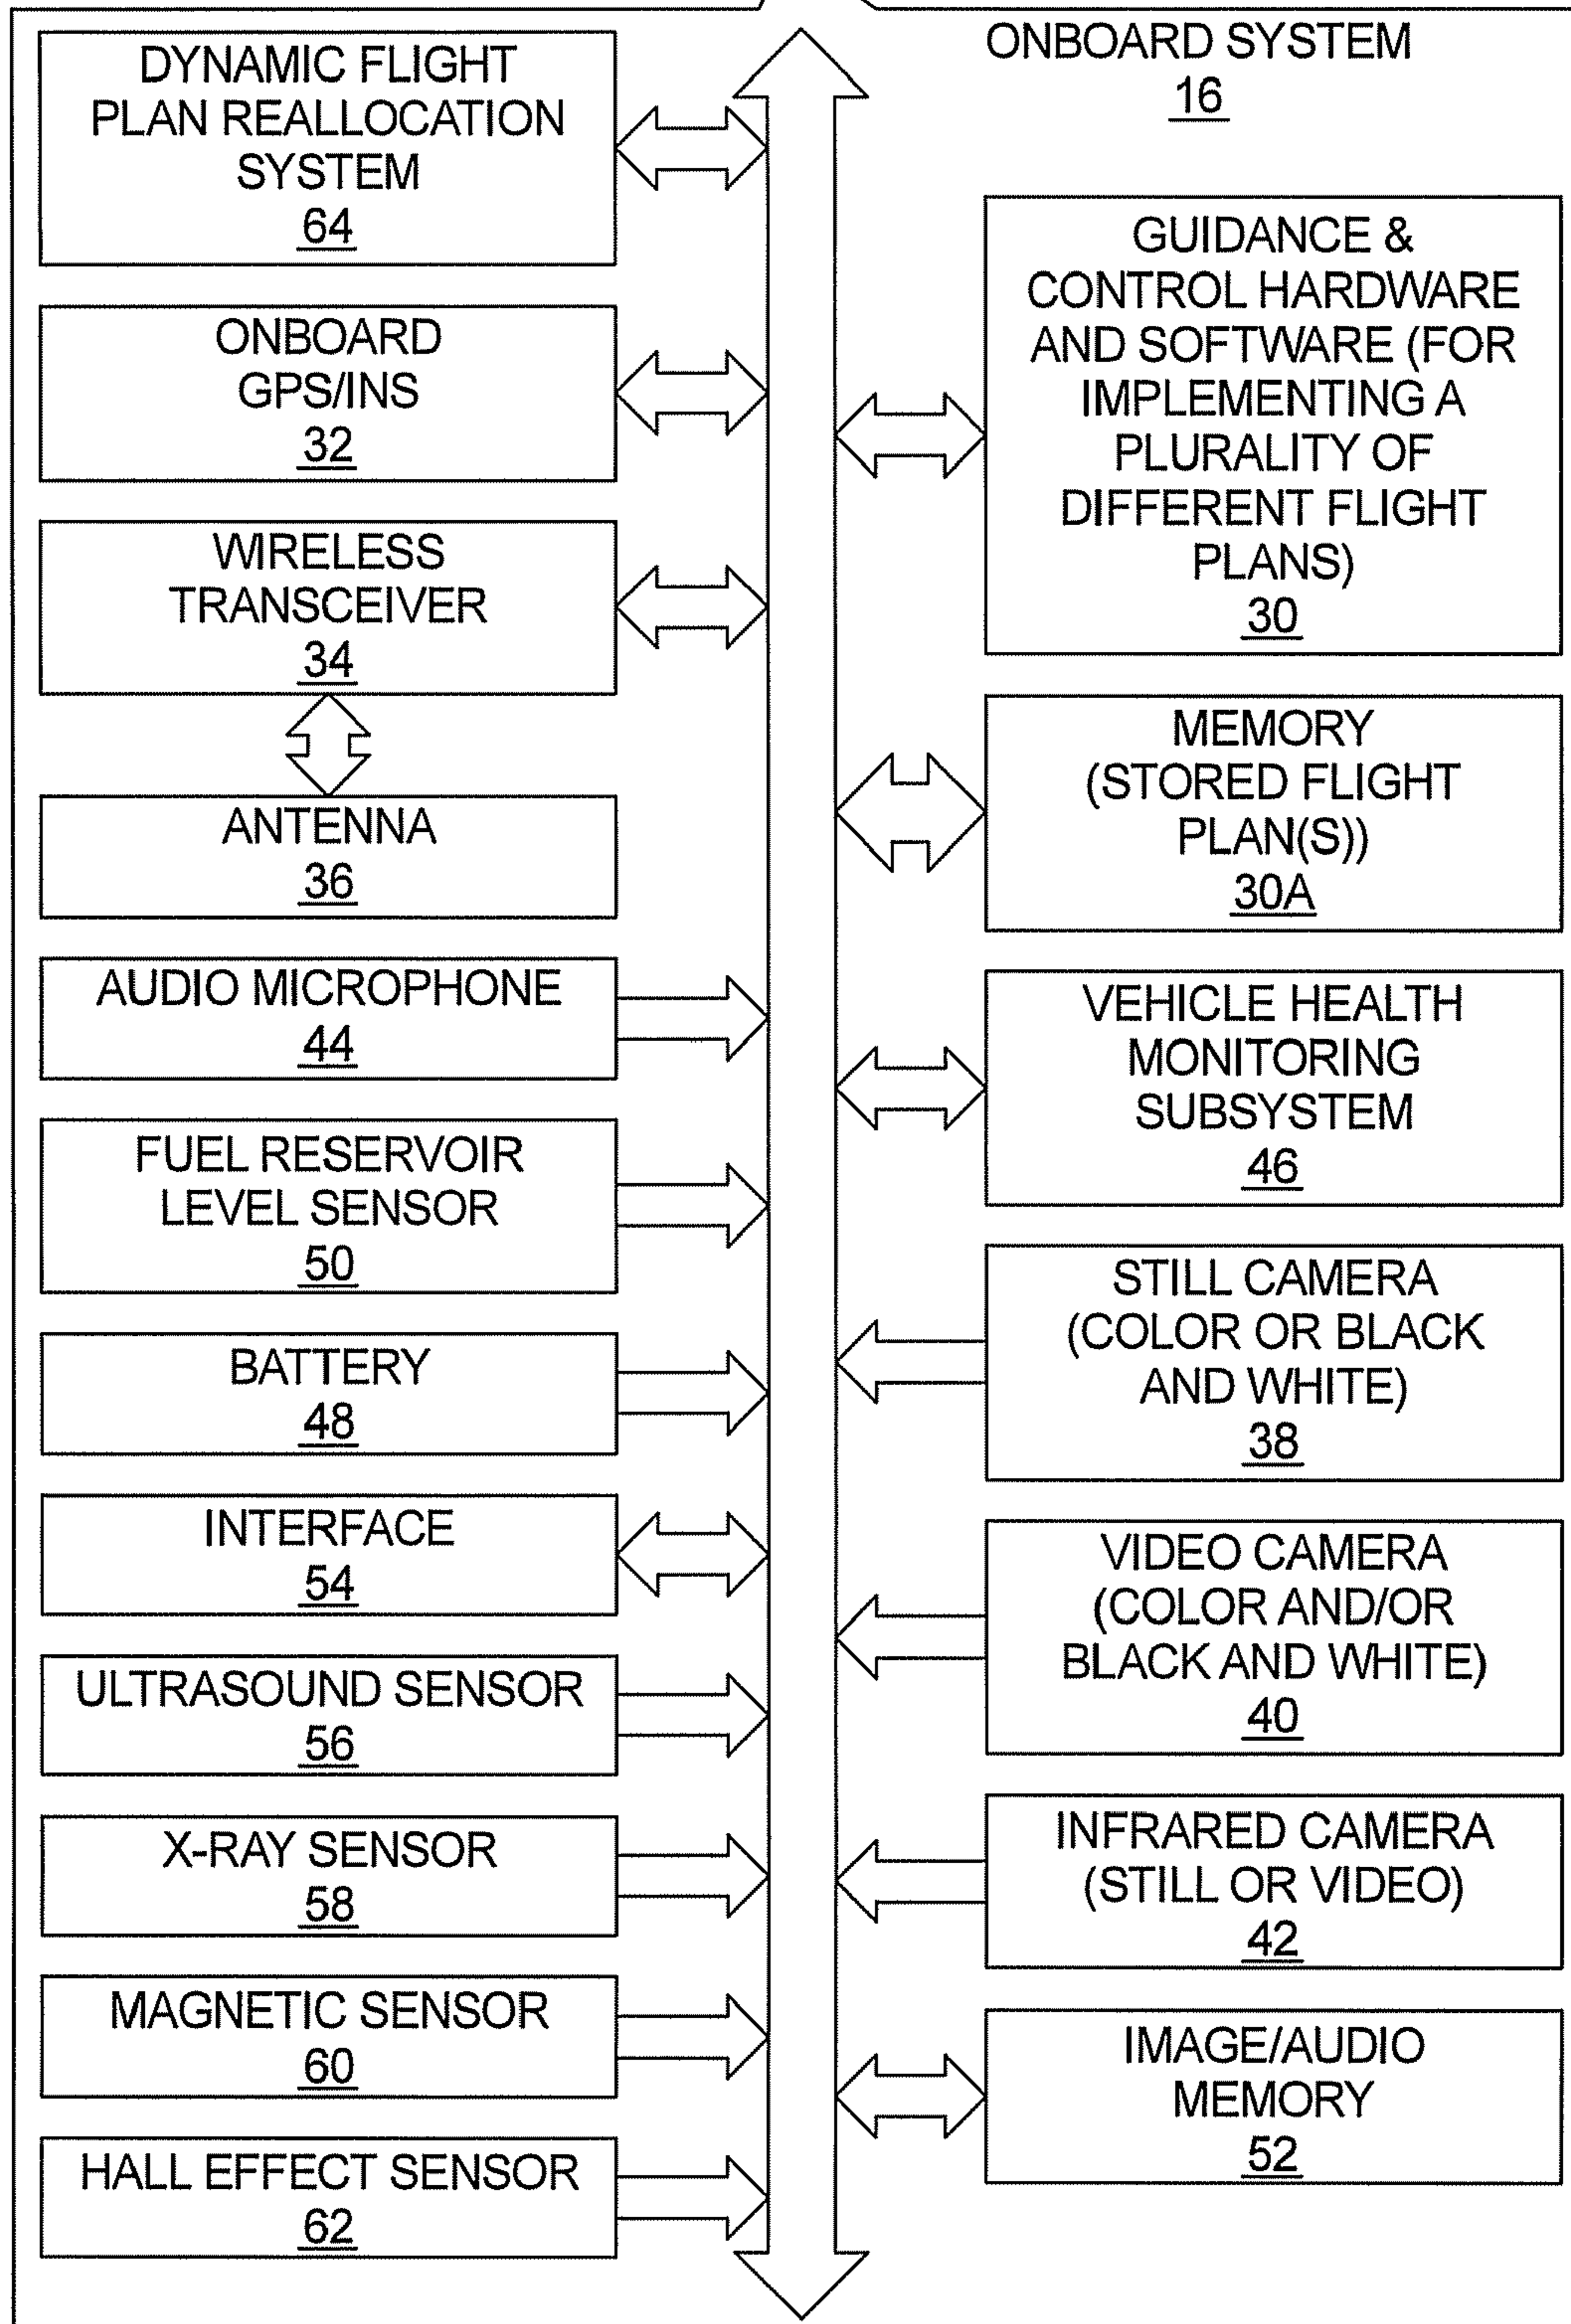 ONBOARD SYSTEM
16
DYNAMIC FLIGHT
PLAN REALLOCATION
SYSTEM
64
ONBOARD
GPS/INS
32
WIRELESS
TRANSCEIVER
34
ANTENNA
36
AUDIO MICROPHONE
44
FUEL RESERVOIR
LEVEL SENSOR
50
BATTERY
48
INTERFACE
54
ULTRASOUND SENSOR
56
X-RAY SENSOR
58
MAGNETIC SENSOR
60
HALL EFFECT SENSOR
62
GUIDANCE &
CONTROL HARDWARE
AND SOFTWARE (FOR
IMPLEMENTING A
PLURALITY OF
DIFFERENT FLIGHT
PLANS)
30
MEMORY
(STORED FLIGHT
PLAN(S))
30A
VEHICLE HEALTH
MONITORING
SUBSYSTEM
46
STILL CAMERA
(COLOR OR BLACK
AND WHITE)
38
VIDEO CAMERA
(COLOR AND/OR
BLACK AND WHITE)
40
INFRARED CAMERA
(STILL OR VIDEO)
42
IMAGE/AUDIO
MEMORY
52